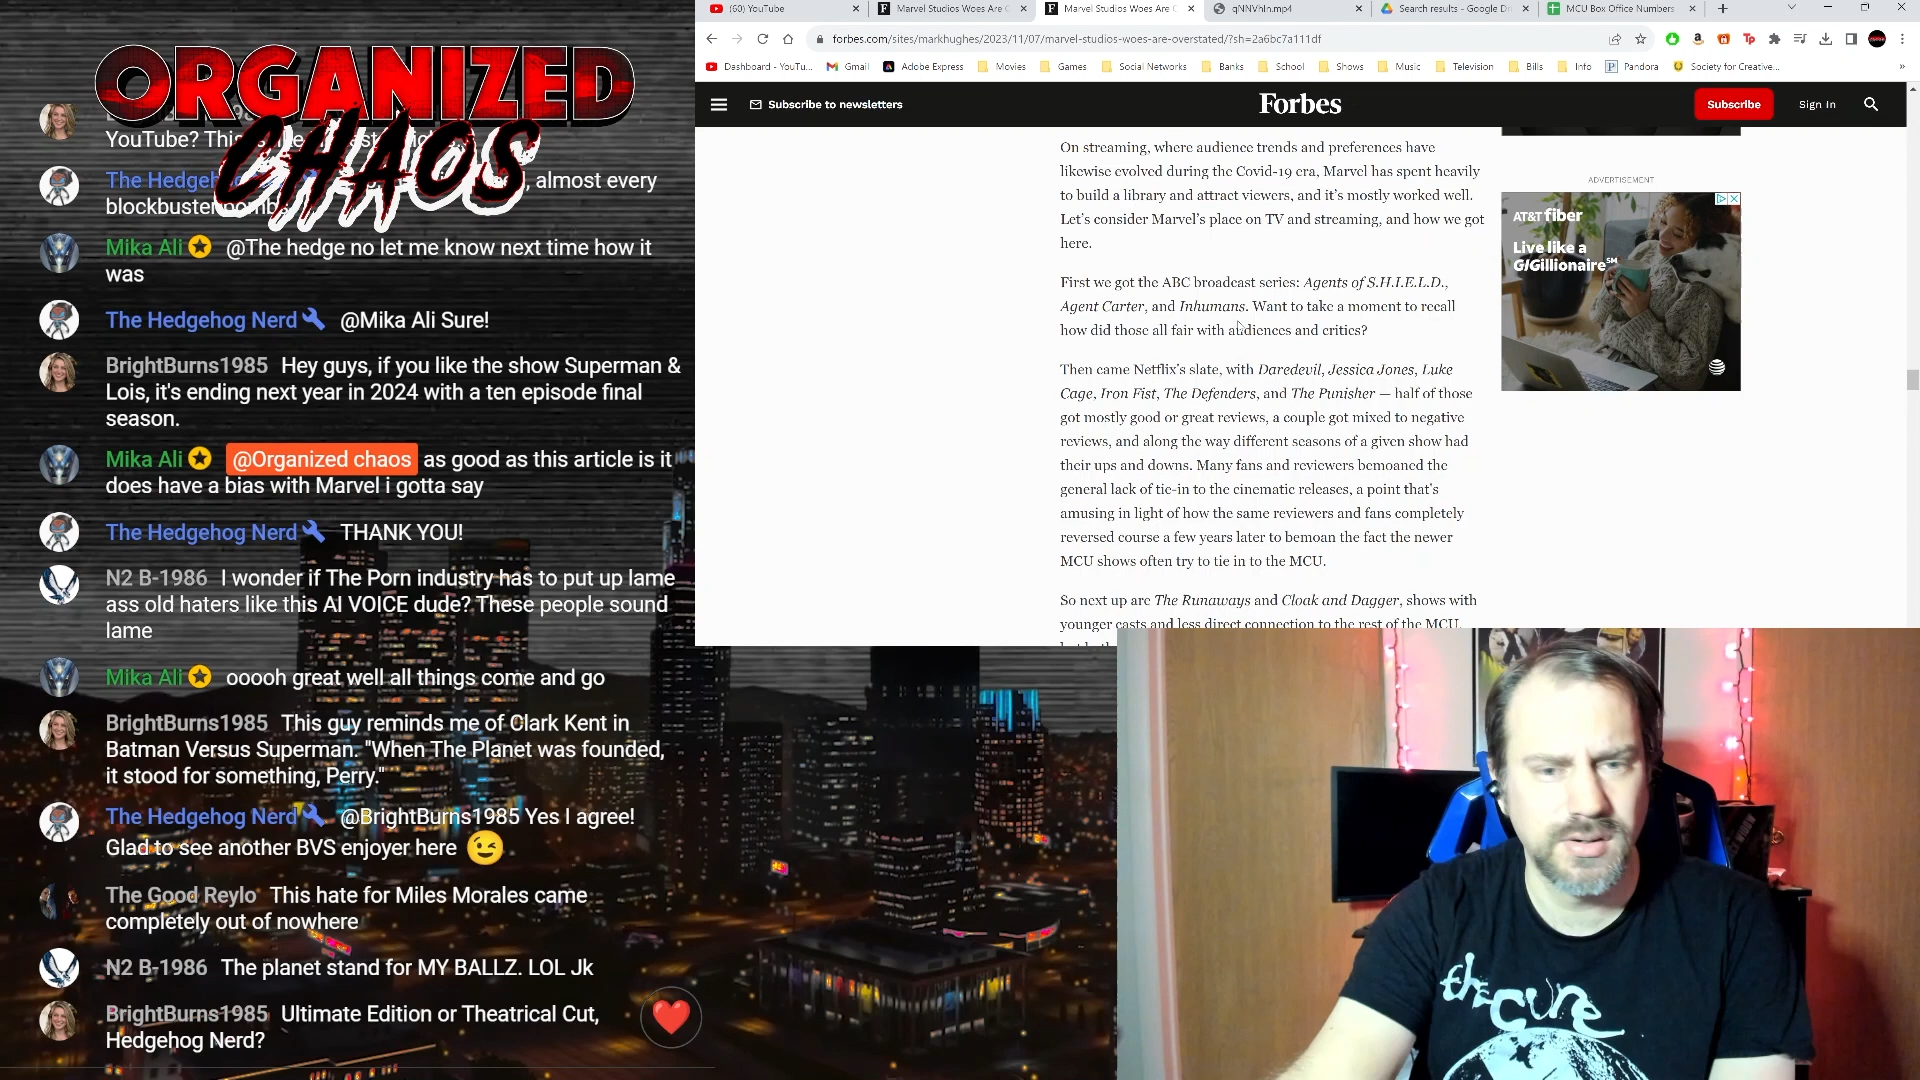 ORGANIZED
CHAOS
The Hedgeh
, almost every
Mika Ali @The hedge no let me know next time how it
was
The Hedgehog Nerd @Mika Ali Sure!
BrightBurns1985 Hey guys, if you like the show Superman &
Lois, it's ending next year in 2024 with a ten episode final
season.
Mika Ali @Organized chaos as good as this article is it
does have a bias with Marvel i gotta say
The Hedgehog Nerd THANK YOU!
N2 B-1986 I wonder if The Porn industry has to put up lame
ass old haters like this AI VOICE dude? These people sound
lame
Mika Ali ooooh great well all things come and go
BrightBurns1985 This guy reminds me of Clark Kent in
Batman Versus Superman. "When The Planet was founded,
it stood for something, Perry."
The Hedgehog Nerd @BrightBurns1985 Yes I agree!
Glad to see another BVS enjoyer here
The Good Reylo This hate for Miles Morales came
completely out of nowhere
N2 B-1986 The planet stand for MY BALLZ. LOL Jk
BrightBurns1985 Ultimate Edition or Theatrical Cut,
Hedgehog Nerd?
(60) YouTube
Marvel Studios Woes Are O
Marvel Studios Woes Are O
qNNVhIn.mp4
Search results - Google Dr
MCU Box Office Numbers
forbes.com/sites/markhughes/2023/11/07/marvel-studios-woes-are-overstated/?sh=2a6bc7a111df
Dashboard - YouTu... Gmail Adobe Express Movies Games Social Networks Banks School Shows Music Television Bills Info Pandora Society for Creative... »
Subscribe to newsletters
Forbes
Subscribe
Sign In
On streaming, where audience trends and preferences have
likewise evolved during the Covid-19 era, Marvel has spent heavily
to build a library and attract viewers, and it's mostly worked well.
Let's consider Marvel's place on TV and streaming, and how we got
here.
First we got the ABC broadcast series: Agents of S.H.I.E.L.D.,
Agent Carter, and Inhumans. Want to take a moment to recall
how did those all fair with audiences and critics?
Then came Netflix's slate, with Daredevil, Jessica Jones, Luke
Cage, Iron Fist, The Defenders, and The Punisher — half of those
got mostly good or great reviews, a couple got mixed to negative
reviews, and along the way different seasons of a given show had
their ups and downs. Many fans and reviewers bemoaned the
general lack of tie-in to the cinematic releases, a point that's
amusing in light of how the same reviewers and fans completely
reversed course a few years later to bemoan the fact the newer
MCU shows often try to tie in to the MCU.
So next up are The Runaways and Cloak and Dagger, shows with
younger casts and less direct connection to the rest of the MCU,
ADVERTISEMENT
AT&T fiber
Live like a
GIGillionaire℠
AT&T
the cure